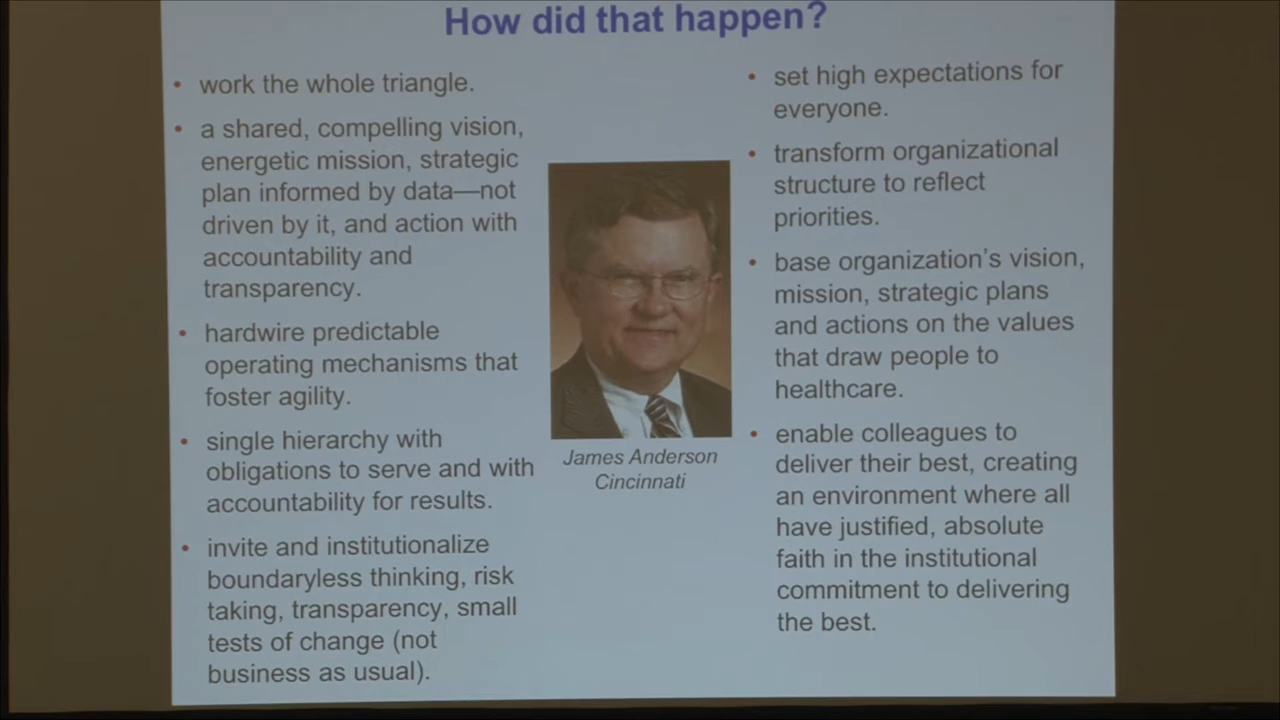 How did that happen?
• work the whole triangle.
• a shared, compelling vision,
energetic mission, strategic
plan informed by data—not
driven by it, and action with
accountability and
transparency.
• hardwire predictable
operating mechanisms that
foster agility.
• single hierarchy with
obligations to serve and with
accountability for results.
• invite and institutionalize
boundaryless thinking, risk
taking, transparency, small
tests of change (not
business as usual).
James Anderson
Cincinnati
• set high expectations for
everyone.
• transform organizational
structure to reflect
priorities.
• base organization's vision,
mission, strategic plans
and actions on the values
that draw people to
healthcare.
• enable colleagues to
deliver their best, creating
an environment where all
have justified, absolute
faith in the institutional
commitment to delivering
the best.